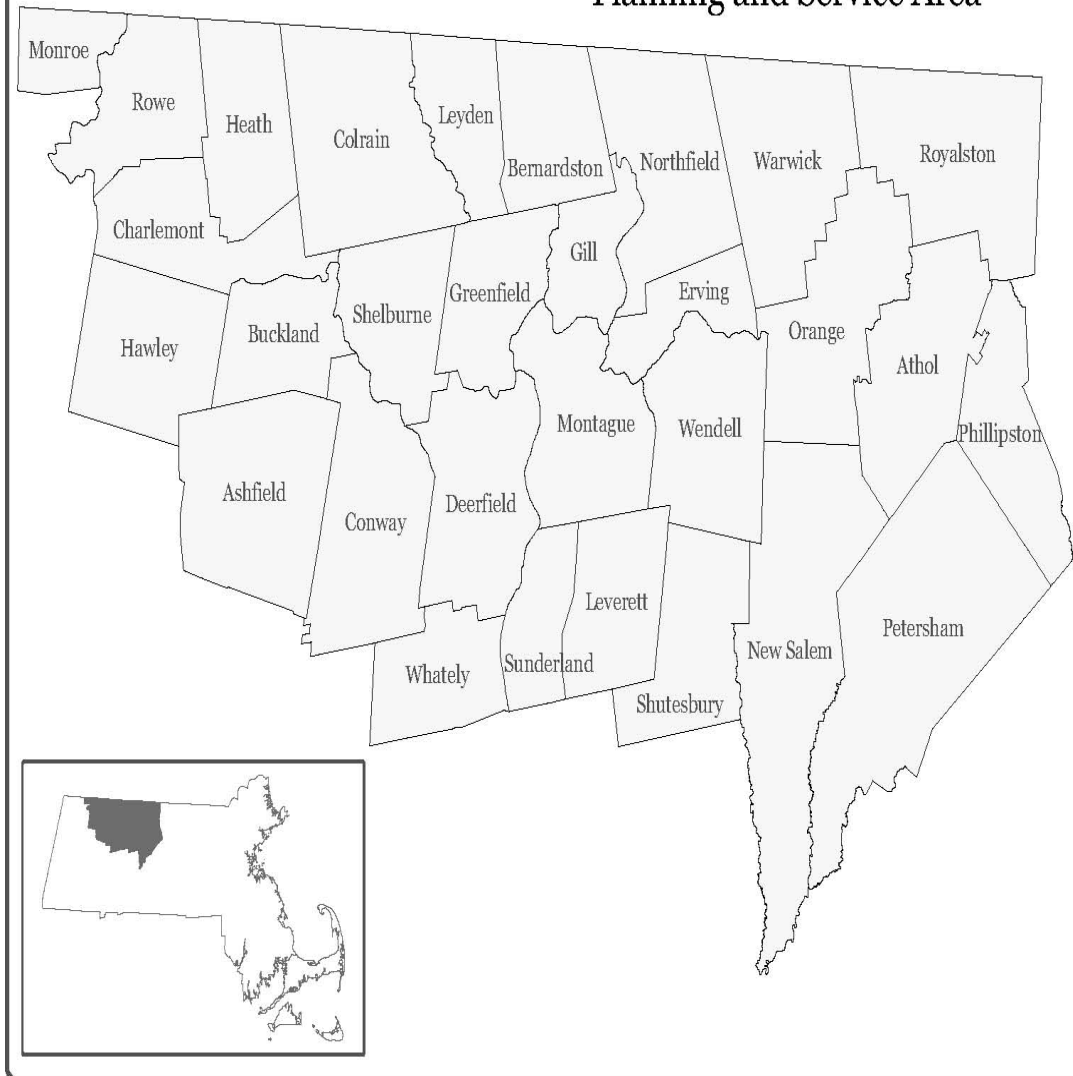 Planning and Service Area
Monroe
Rowe
Heath
Colrain
Leyden
Bernardston
Northfield
Warwick
Royalston
Charlemont
Gill
Erving
Greenfield
Shelburne
Buckland
Hawley
Orange
Athol
Montague
Wendell
Phillipston
Ashfield
Conway
Deerfield
Leverett
Petersham
New Salem
Sunderland
Whately
Shutesbury